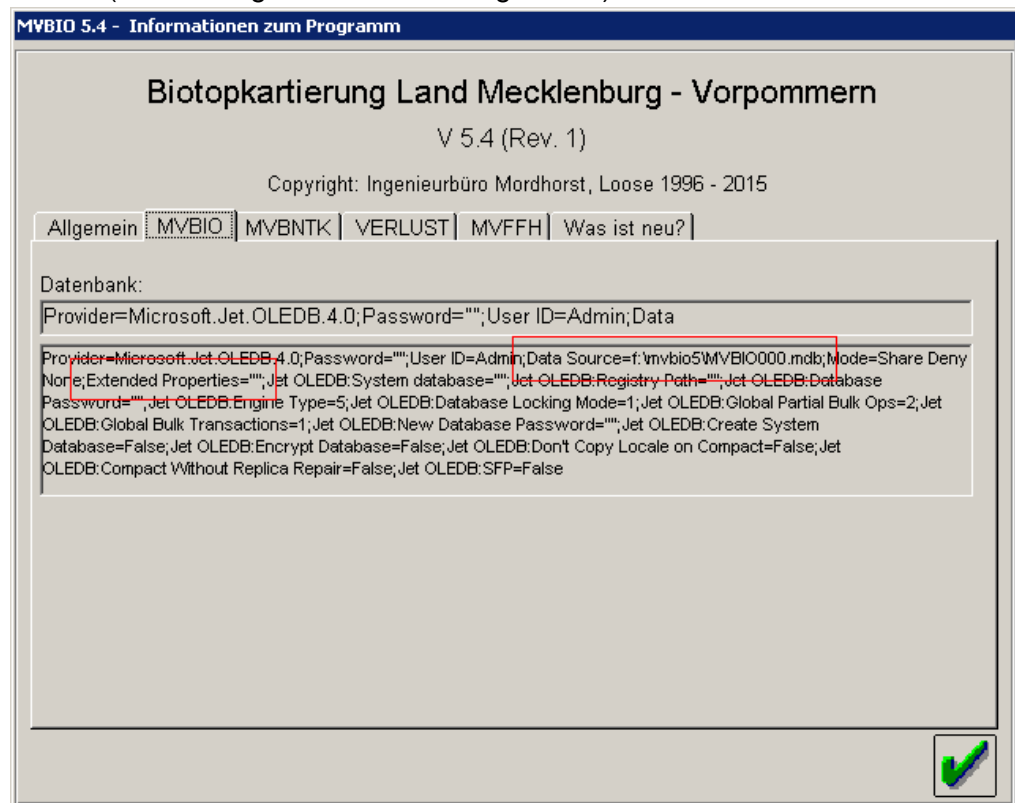 MVBIO 5.4 - Informationen zum Programm
Biotopkartierung Land Mecklenburg - Vorpommern
V 5.4 (Rev. 1)
Copyright: Ingenieurbüro Mordhorst, Loose 1996 - 2015
Allgemein MVBIO MVBNTK VERLUST MVFFH Was ist neu?
Datenbank:
Provider=Microsoft.Jet.OLEDB.4.0;Password="";User ID=Admin;Data
Provider=Microsoft.Jet.OLEDB.4.0;Password="";User ID=Admin;Data Source=f:\mvbio5\MVBIO000.mdb;Mode=Share Deny
None;Extended Properties="";Jet OLEDB:System database="";Jet OLEDB:Registry Path="";Jet OLEDB:Database
Password="";Jet OLEDB:Engine Type=5;Jet OLEDB:Database Locking Mode=1;Jet OLEDB:Global Partial Bulk Ops=2;Jet
OLEDB:Global Bulk Transactions=1;Jet OLEDB:New Database Password="";Jet OLEDB:Create System
Database=False;Jet OLEDB:Encrypt Database=False;Jet OLEDB:Don't Copy Locale on Compact=False;Jet
OLEDB:Compact Without Replica Repair=False;Jet OLEDB:SFP=False